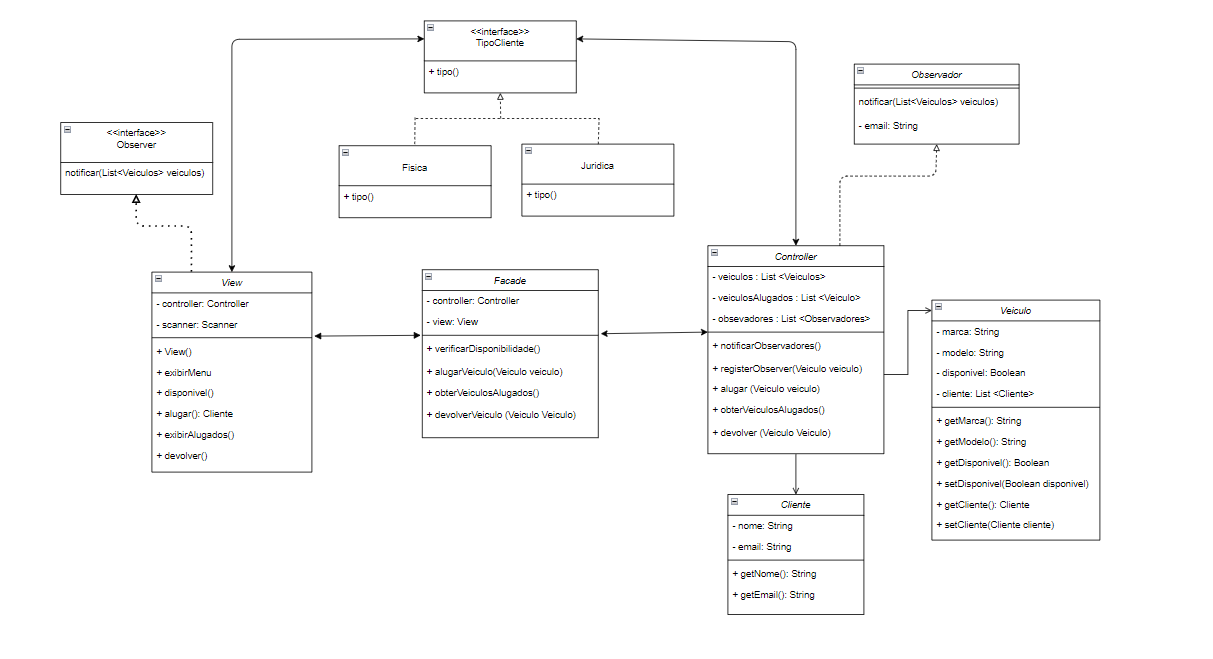 <<interface>>
TipoCliente
+ tipo()
Observador
notificar(List<Veiculos> veiculos)
- email: String
<<interface>>
Observer
notificar(List<Veiculos> veiculos)
Fisica
+ tipo()
Juridica
+ tipo()
View
- controller: Controller
- scanner: Scanner
+ View()
+ exibirMenu
+ disponivel()
+ alugar(): Cliente
+ exibirAlugados()
+ devolver()
Facade
- controller: Controller
- view: View
+ verificarDisponibilidade()
+ alugarVeiculo(Veiculo veiculo)
+ obterVeiculosAlugados()
+ devolverVeiculo (Veiculo Veiculo)
Controller
- veiculos : List <Veiculos>
- veiculosAlugados : List <Veiculo>
- obsevadores : List <Observadores>
+ notificarObservadores()
+ registerObserver(Veiculo veiculo)
+ alugar (Veiculo veiculo)
+ obterVeiculosAlugados()
+ devolver (Veiculo Veiculo)
Veiculo
- marca: String
- modelo: String
- disponivel: Boolean
- cliente: List <Cliente>
+ getMarca(): String
+ getModelo(): String
+ getDisponivel(): Boolean
+ setDisponivel(Boolean disponivel)
+ getCliente(): Cliente
+ setCliente(Cliente cliente)
Cliente
- nome: String
- email: String
+ getNome(): String
+ getEmail(): String